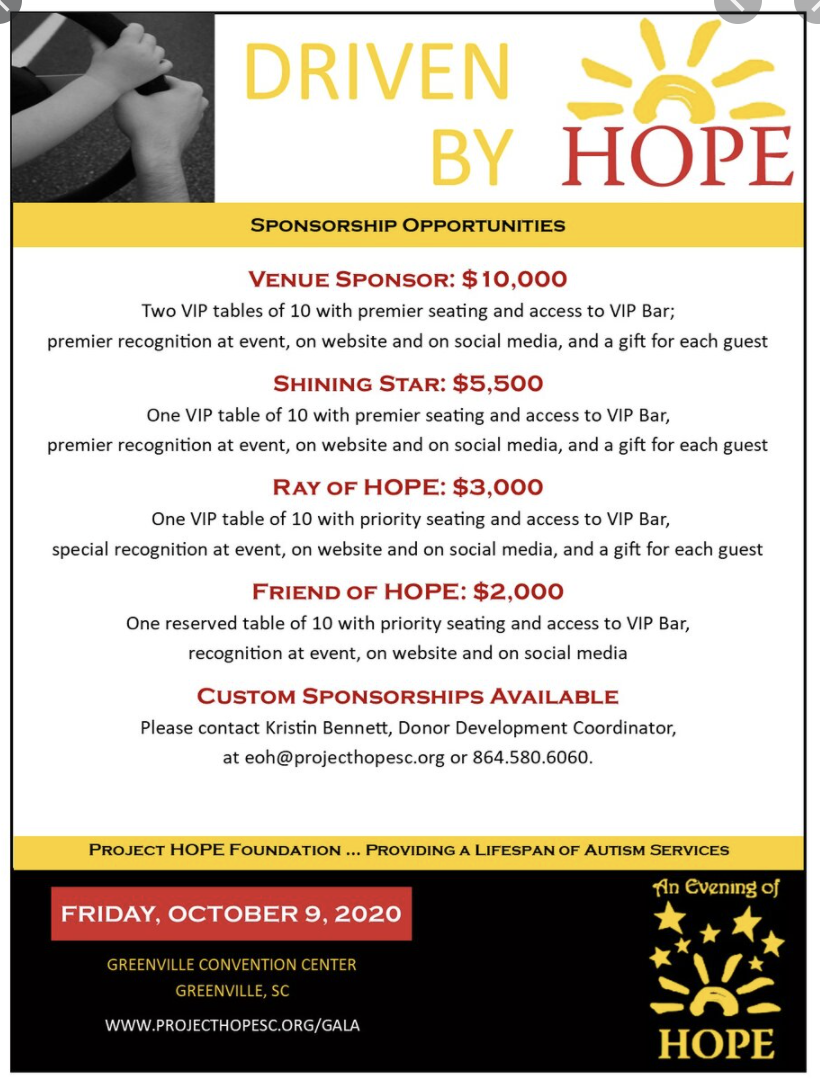 DRIVEN
BY
HOPE
SPONSORSHIP OPPORTUNITIES
VENUE SPONSOR: $10,000
Two VIP tables of 10 with premier seating and access to VIP Bar;
premier recognition at event, on website and on social media, and a gift for each guest
SHINING STAR: $5,500
One VIP table of 10 with premier seating and access to VIP Bar,
premier recognition at event, on website and on social media, and a gift for each guest
RAY OF HOPE: $3,000
One VIP table of 10 with priority seating and access to VIP Bar,
special recognition at event, on website and on social media, and a gift for each guest
FRIEND OF HOPE: $2,000
One reserved table of 10 with priority seating and access to VIP Bar,
recognition at event, on website and on social media
CUSTOM SPONSORSHIPS AVAILABLE
Please contact Kristin Bennett, Donor Development Coordinator,
at eoh@projecthopesc.org or 864.580.6060.
PROJECT HOPE FOUNDATION ... PROVIDING A LIFESPAN OF AUTISM SERVICES
FRIDAY, OCTOBER 9, 2020
GREENVILLE CONVENTION CENTER
GREENVILLE, SC
WWW.PROJECTHOPESC.ORG/GALA
An Evening of
HOPE